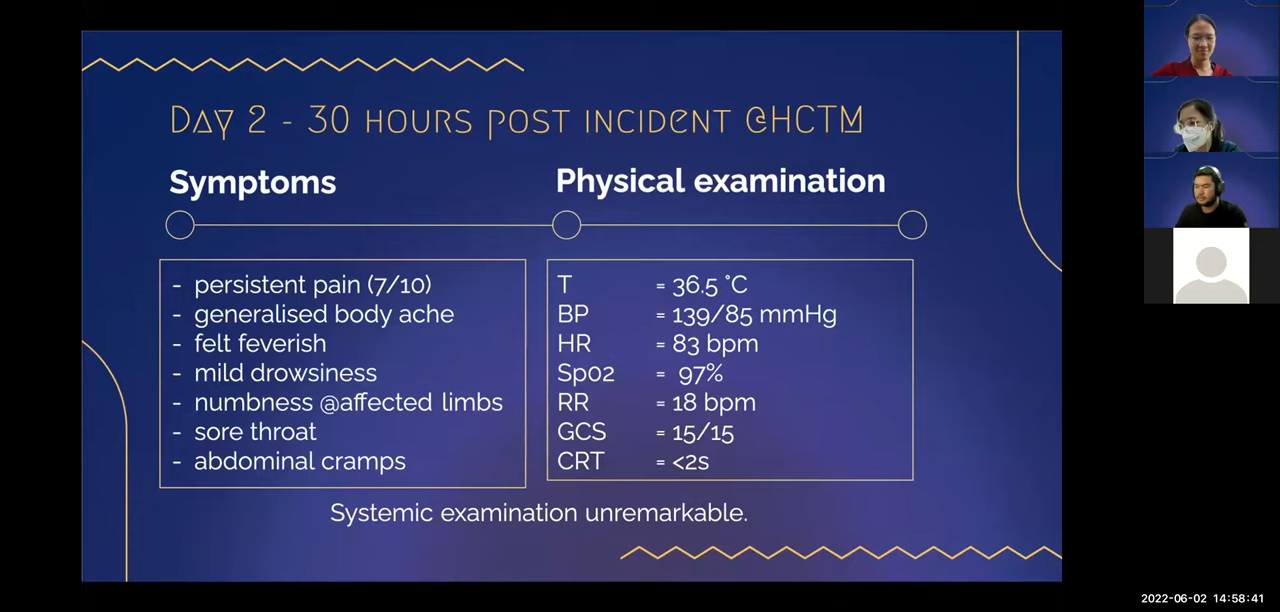 Day 2 - 30 hours post incident @HCTM
Symptoms
Physical examination
- persistent pain (7/10)
- generalised body ache
- felt feverish
- mild drowsiness
- numbness @affected limbs
- sore throat
- abdominal cramps
T = 36.5 °C
BP = 139/85 mmHg
HR = 83 bpm
Sp02 = 97%
RR = 18 bpm
GCS = 15/15
CRT = <2s
Systemic examination unremarkable.
2022-06-02 14:58:41